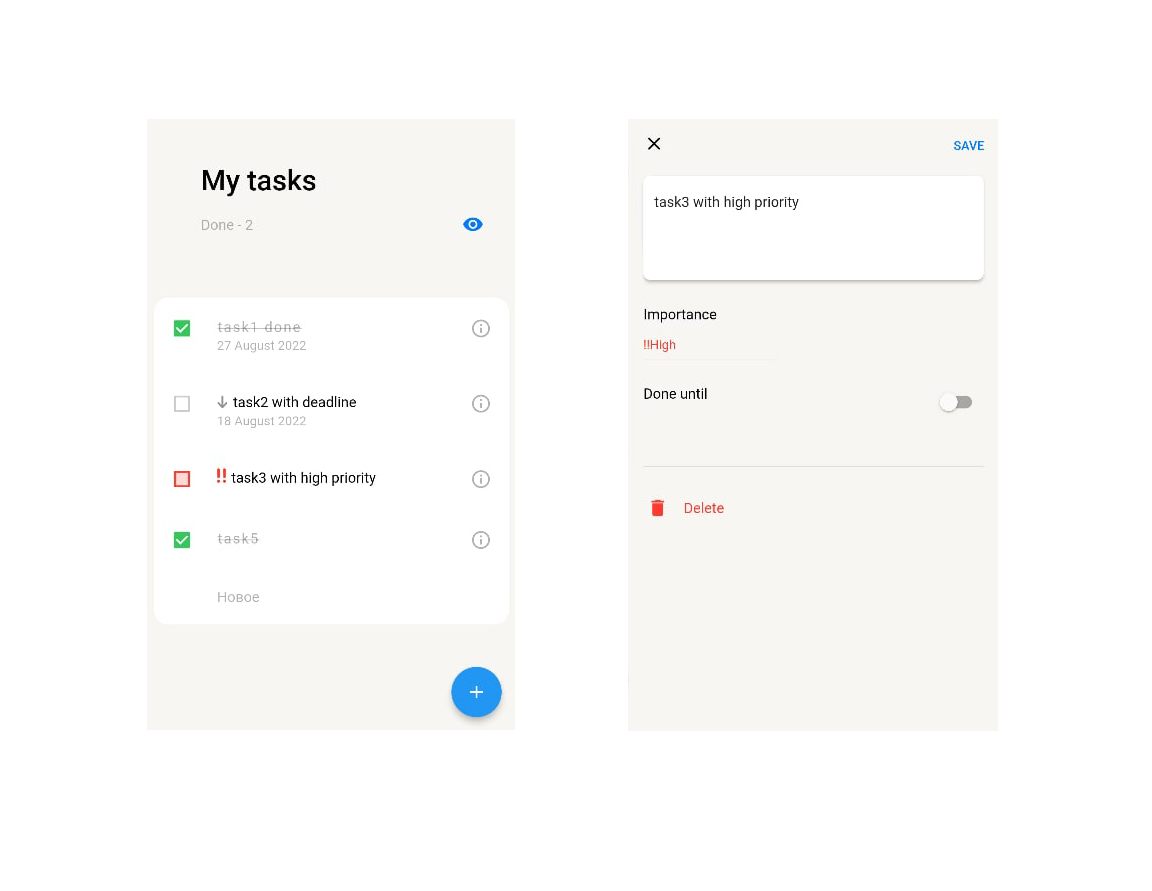 My tasks
Done - 2
task1 done
27 August 2022
task2 with deadline
18 August 2022
!! task3 with high priority
task5
Новое
SAVE
task3 with high priority
Importance
!!High
Done until
Delete